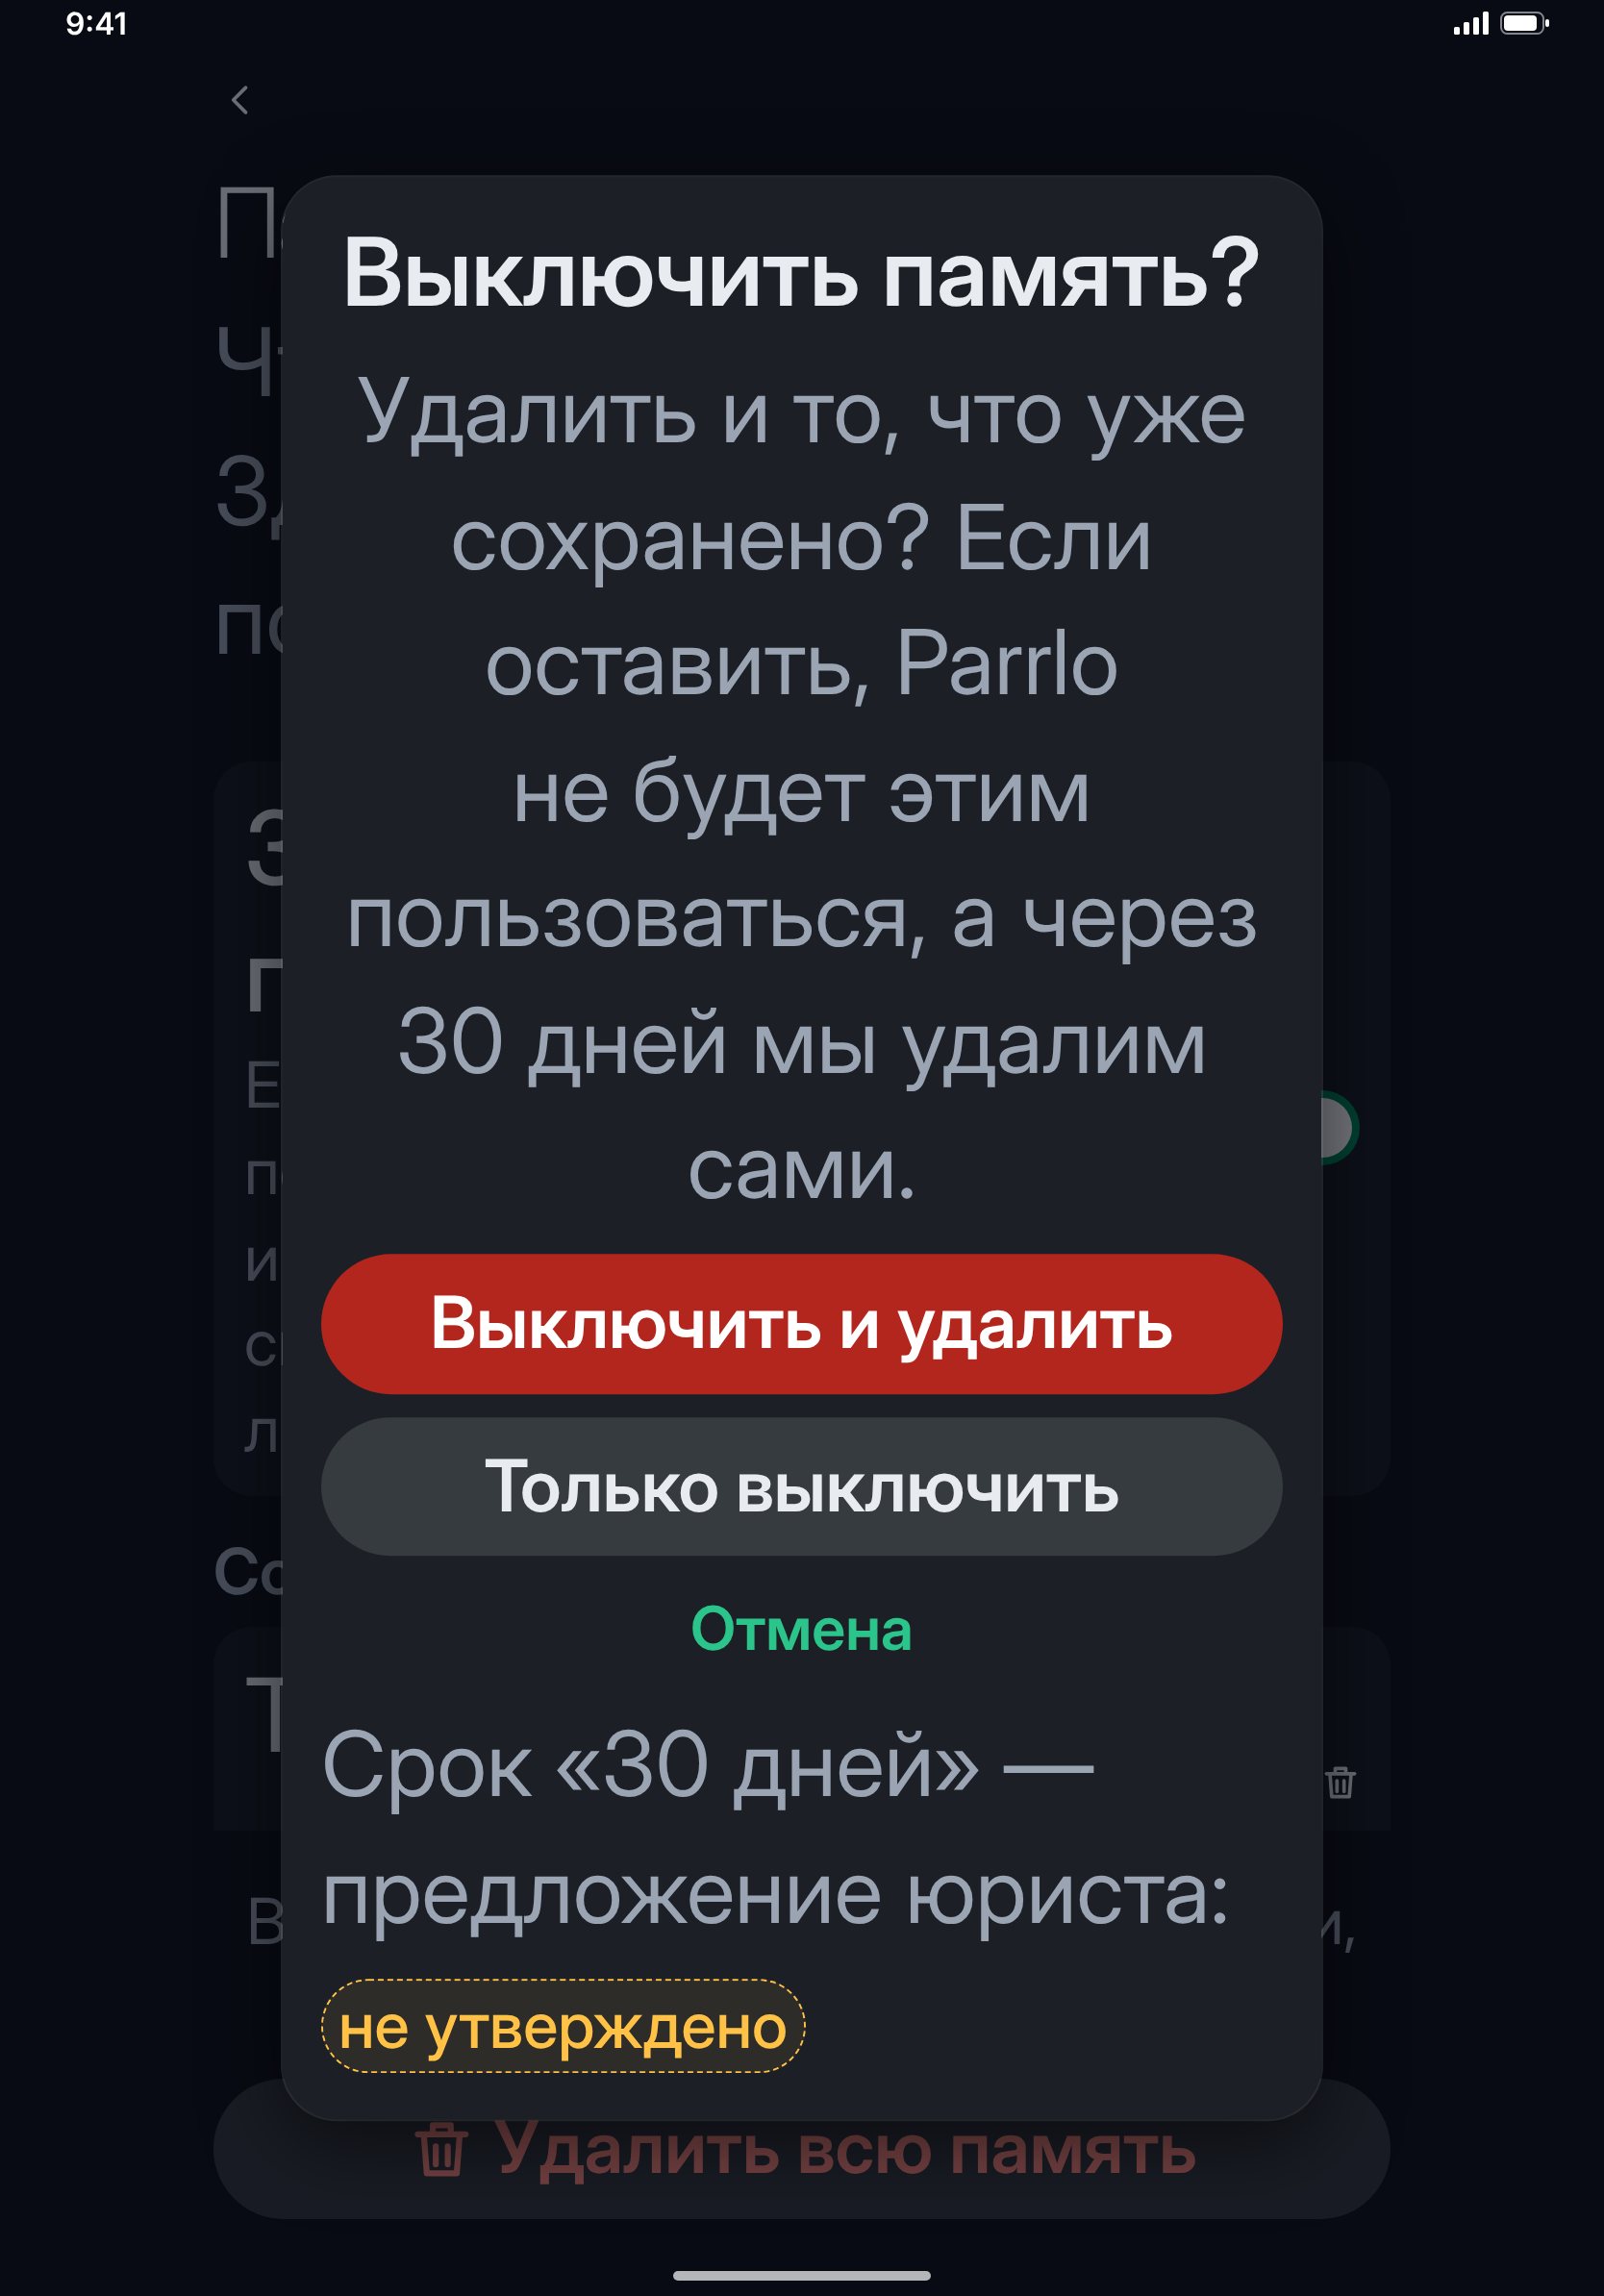 9:41
Выключить память?
Удалить и то, что уже
сохранено? Если
оставить, Parrlo
не будет этим
пользоваться, а через
30 дней мы удалим
сами.
Выключить и удалить
Только выключить
Отмена
Срок «30 дней» —
предложение юриста:
не утверждено
Удалить всю память